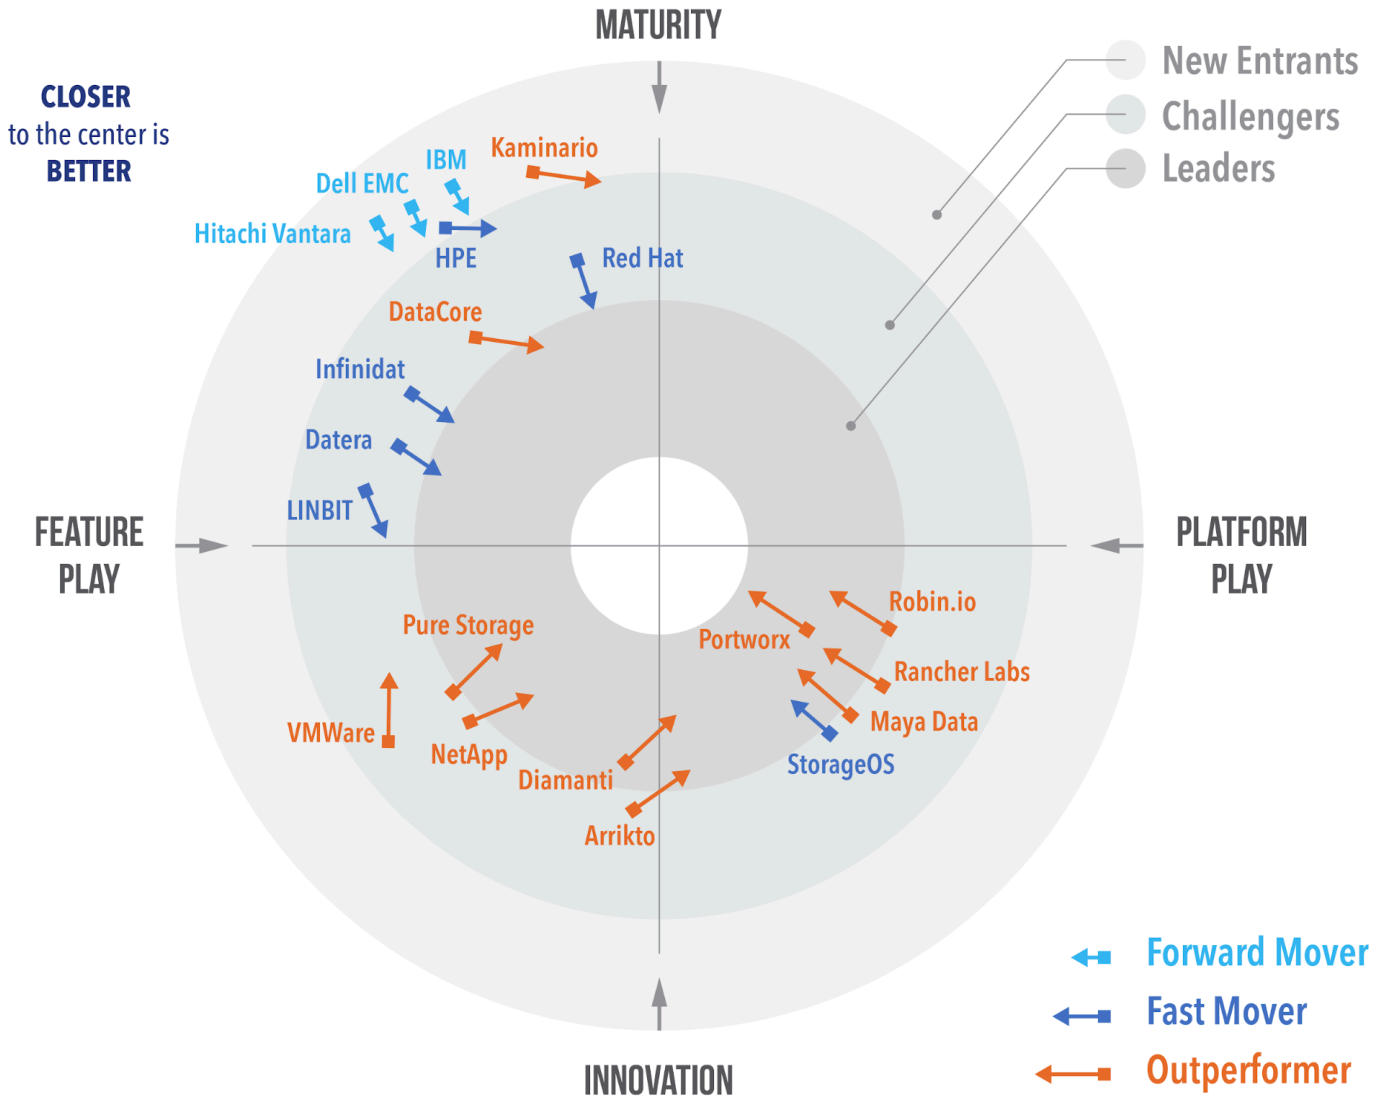 MATURITY
CLOSER
to the center is
BETTER
New Entrants
Challengers
Leaders
Kaminario
IBM
Dell EMC
Hitachi Vantara
HPE
Red Hat
DataCore
Infinidat
Datera
LINBIT
FEATURE
PLAY
PLATFORM
PLAY
Robin.io
Portworx
Pure Storage
Rancher Labs
Maya Data
VMWare
NetApp
StorageOS
Diamanti
Arrikto
Forward Mover
Fast Mover
Outperformer
INNOVATION